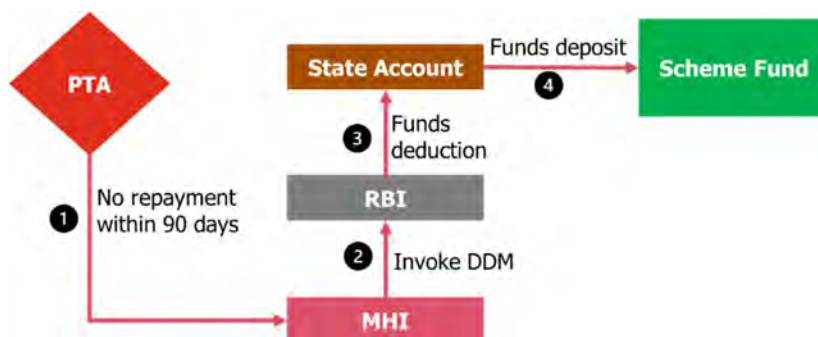 PTA
1
No repayment
within 90 days
MHI
2
Invoke DDM
RBI
3
Funds
deduction
State Account
Funds deposit
4
Scheme Fund